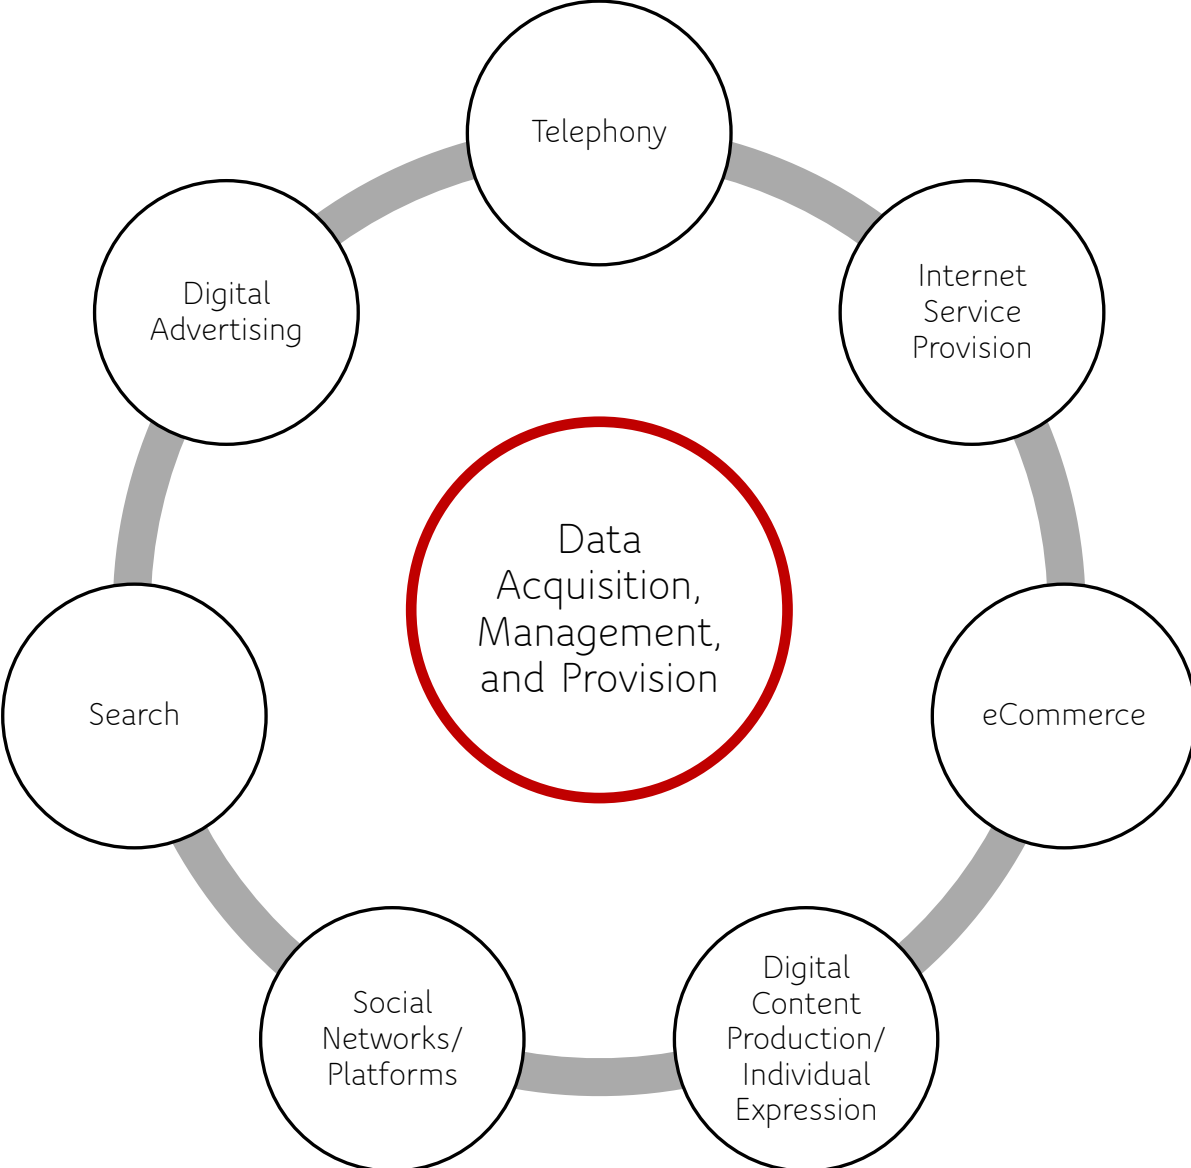 Telephony
Internet
Service
Provision
eCommerce
Digital
Content
Production/
Individual
Expression
Social
Networks/
Platforms
Search
Digital
Advertising
Data
Acquisition,
Management,
and Provision